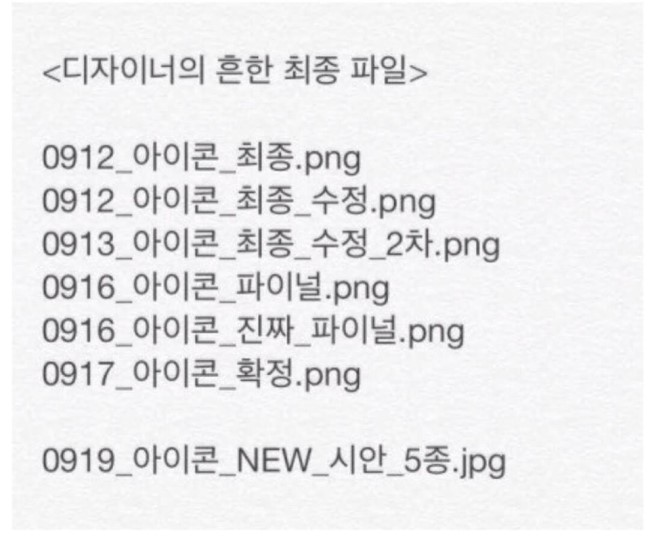 <디자이너의 흔한 최종 파일>
0912_아이콘_최종.png
0912_아이콘_최종_수정.png
0913_아이콘_최종_수정_2차.png
0916_아이콘_파이널.png
0916_아이콘_진짜_파이널.png
0917_아이콘_확정.png
0919_아이콘_NEW_시안_5종.jpg